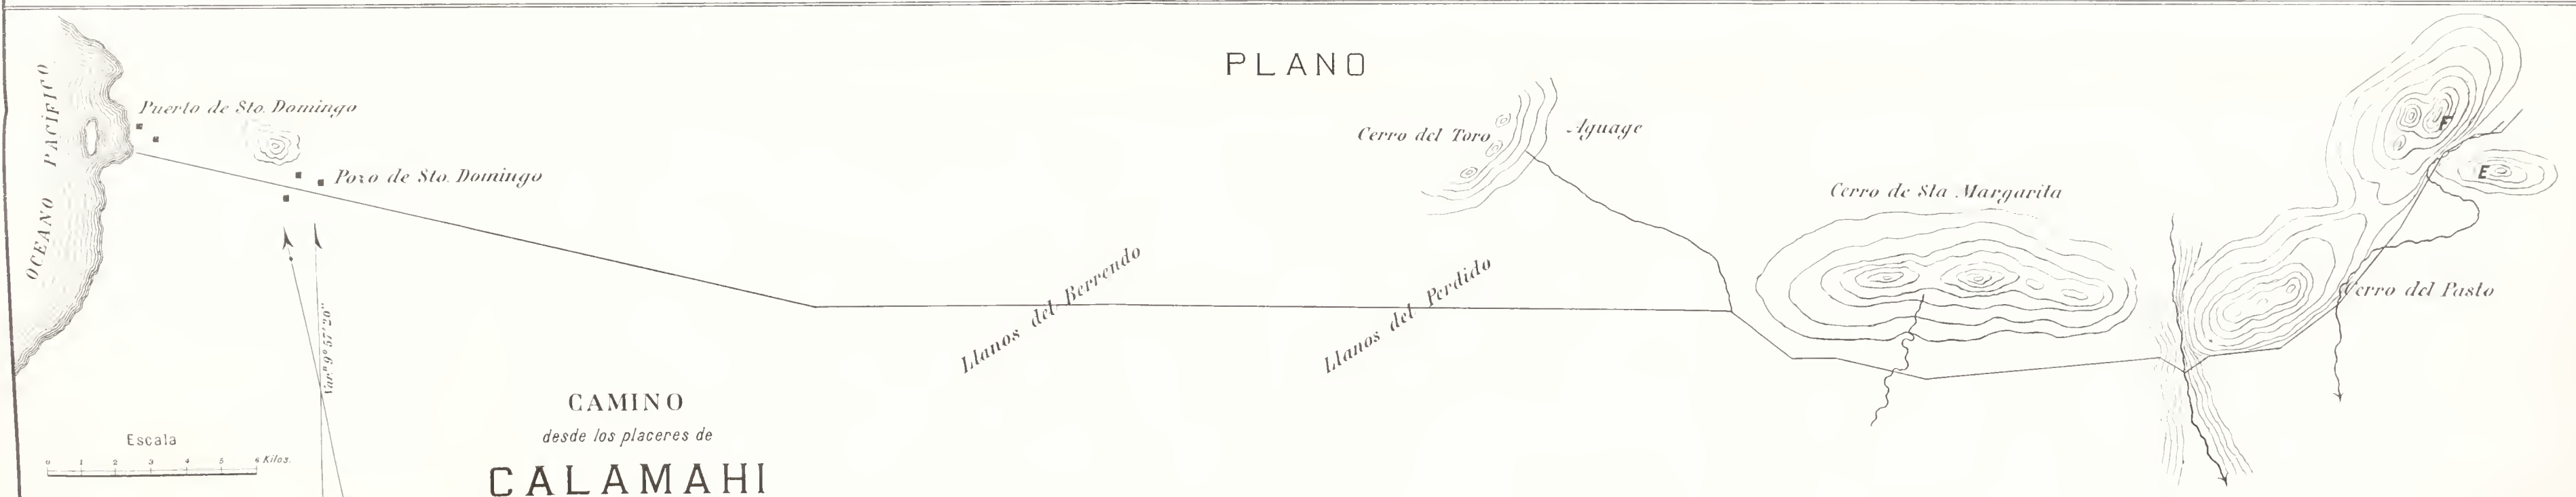 PLANO
OCEANO PACÍFICO
Puerto de Sto. Domingo
Pozo de Sto. Domingo
Cerro del Toro
Aguage
Cerro de Sta Margarita
F
E
Llanos del Berrendo
Llanos del Perdido
Cerro del Pasto
Var.n 9° 57' 20"
CAMINO
desde los placeres de
CALAMAHI
Escala
0 1 2 3 4 5 6 Kilos.